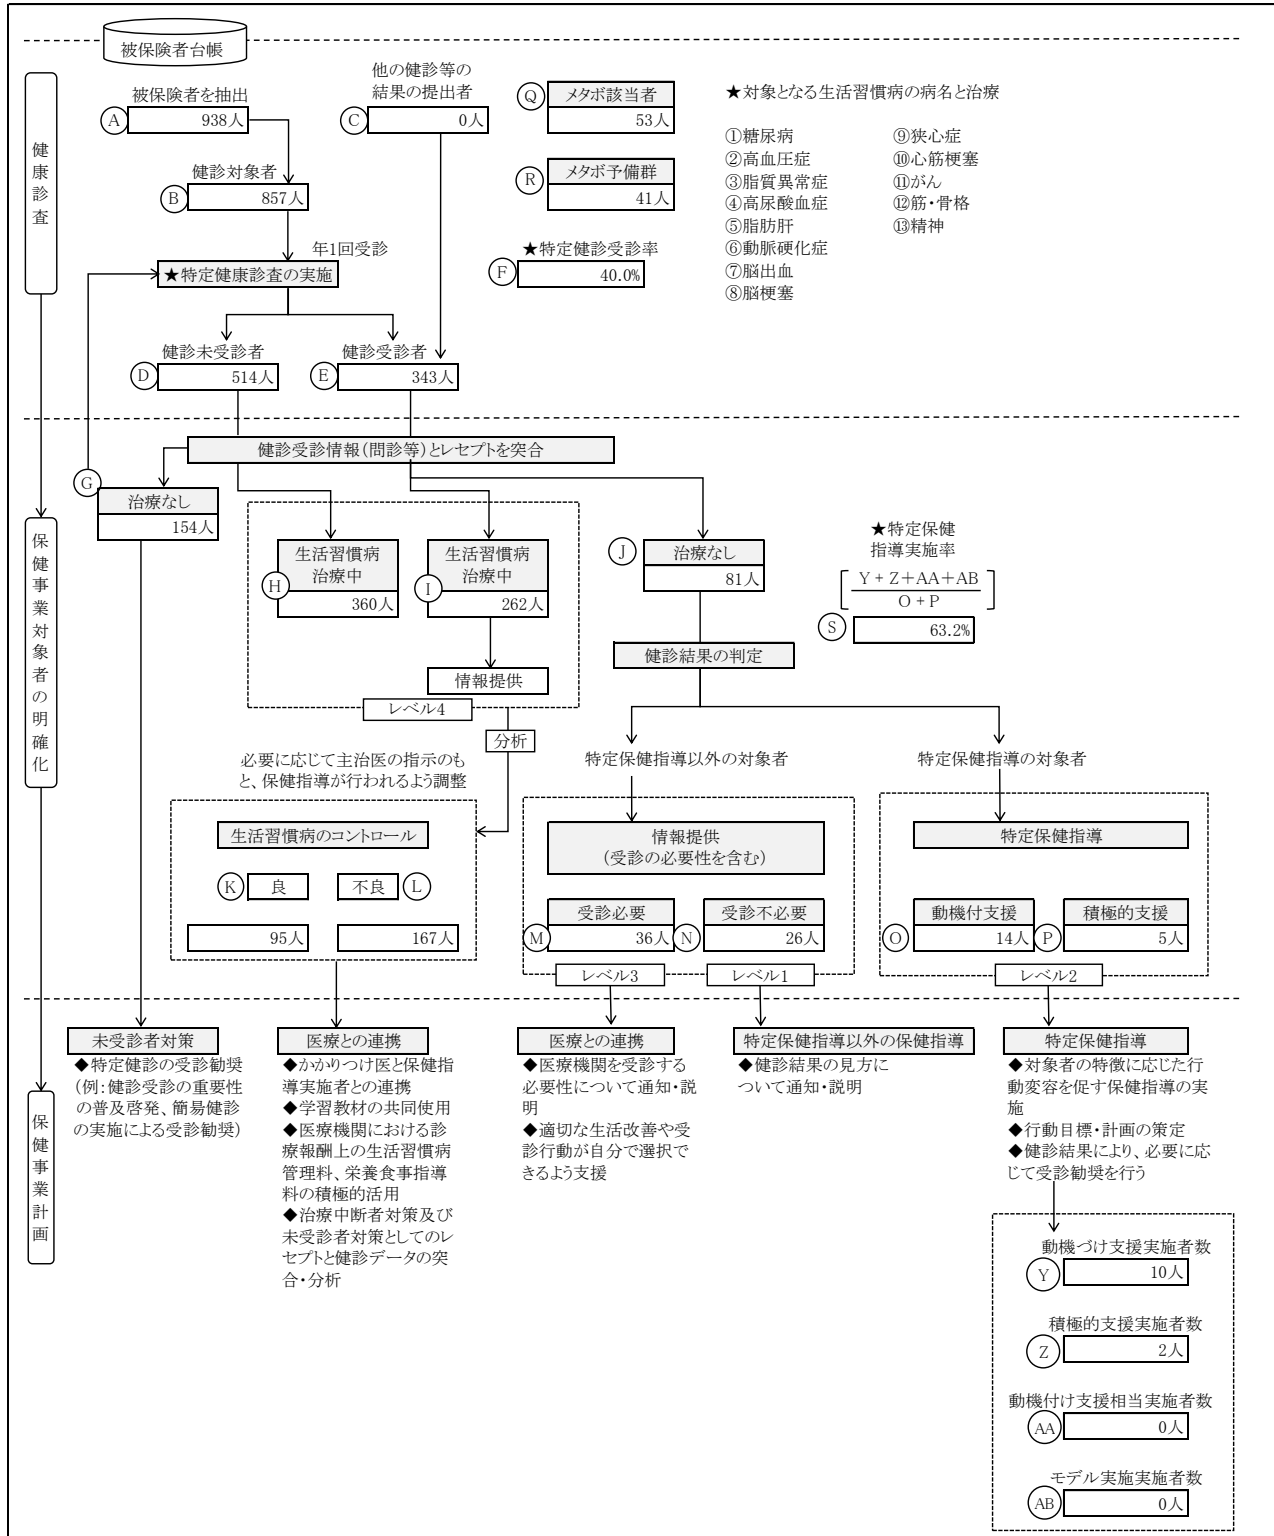 被保険者台帳
健康診査
被保険者を抽出
A
938人
他の健診等の
結果の提出者
C
0人
Q
メタボ該当者
53人
R
メタボ予備群
41人
★特定健診受診率
F
40.0%
★対象となる生活習慣病の病名と治療
①糖尿病
②高血圧症
③脂質異常症
④高尿酸血症
⑤脂肪肝
⑥動脈硬化症
⑦脳出血
⑧脳梗塞
⑨狭心症
⑩心筋梗塞
⑪がん
⑫筋・骨格
⑬精神
健診対象者
B
857人
年1回受診
★特定健康診査の実施
健診未受診者
D
514人
健診受診者
E
343人
保健事業対象者の明確化
健診受診情報(問診等)とレセプトを突合
G
治療なし
154人
生活習慣病
治療中
H
360人
生活習慣病
治療中
I
262人
情報提供
レベル4
J
治療なし
81人
健診結果の判定
★特定保健
指導実施率
Y + Z+AA+AB
O + P
S
63.2%
分析
必要に応じて主治医の指示のも
と、保健指導が行われるよう調整
特定保健指導以外の対象者
特定保健指導の対象者
生活習慣病のコントロール
K
良
不良
L
95人
167人
情報提供
(受診の必要性を含む)
受診必要
M
36人
受診不必要
N
26人
レベル3
レベル1
特定保健指導
動機付支援
O
14人
積極的支援
P
5人
レベル2
保健事業計画
未受診者対策
◆特定健診の受診勧奨
(例:健診受診の重要性
の普及啓発、簡易健診
の実施による受診勧奨)
医療との連携
◆かかりつけ医と保健指
導実施者との連携
◆学習教材の共同使用
◆医療機関における診
療報酬上の生活習慣病
管理料、栄養食事指導
料の積極的活用
◆治療中断者対策及び
未受診者対策としてのレ
セプトと健診データの突
合・分析
医療との連携
◆医療機関を受診する
必要性について通知・説
明
◆適切な生活改善や受
診行動が自分で選択で
きるよう支援
特定保健指導以外の保健指導
◆健診結果の見方に
ついて通知・説明
特定保健指導
◆対象者の特徴に応じた行
動変容を促す保健指導の実
施
◆行動目標・計画の策定
◆健診結果により、必要に応
じて受診勧奨を行う
動機づけ支援実施者数
Y
10人
積極的支援実施者数
Z
2人
動機付け支援相当実施者数
AA
0人
モデル実施実施者数
AB
0人